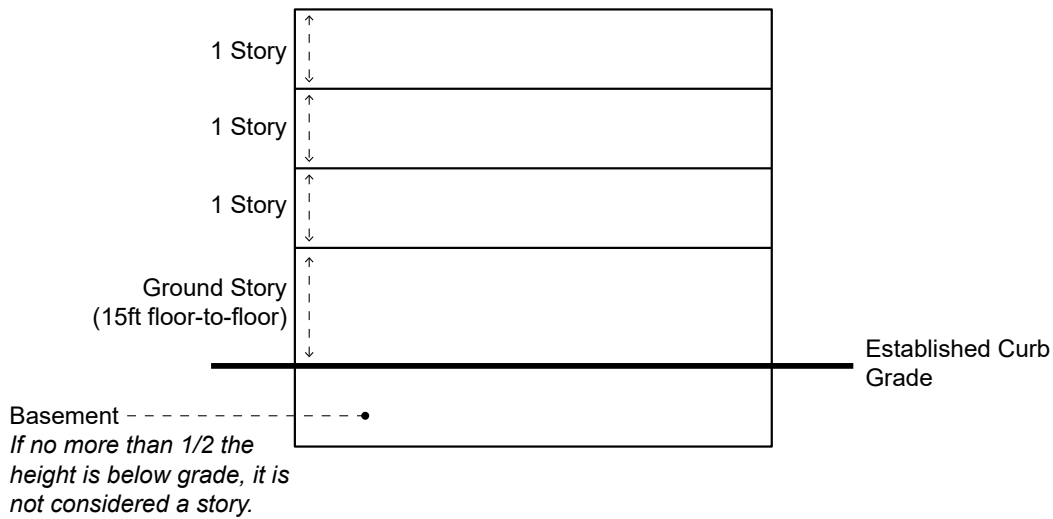 1 Story
1 Story
1 Story
Ground Story
(15ft floor-to-floor)
Established Curb
Grade
Basement
If no more than 1/2 the
height is below grade, it is
not considered a story.